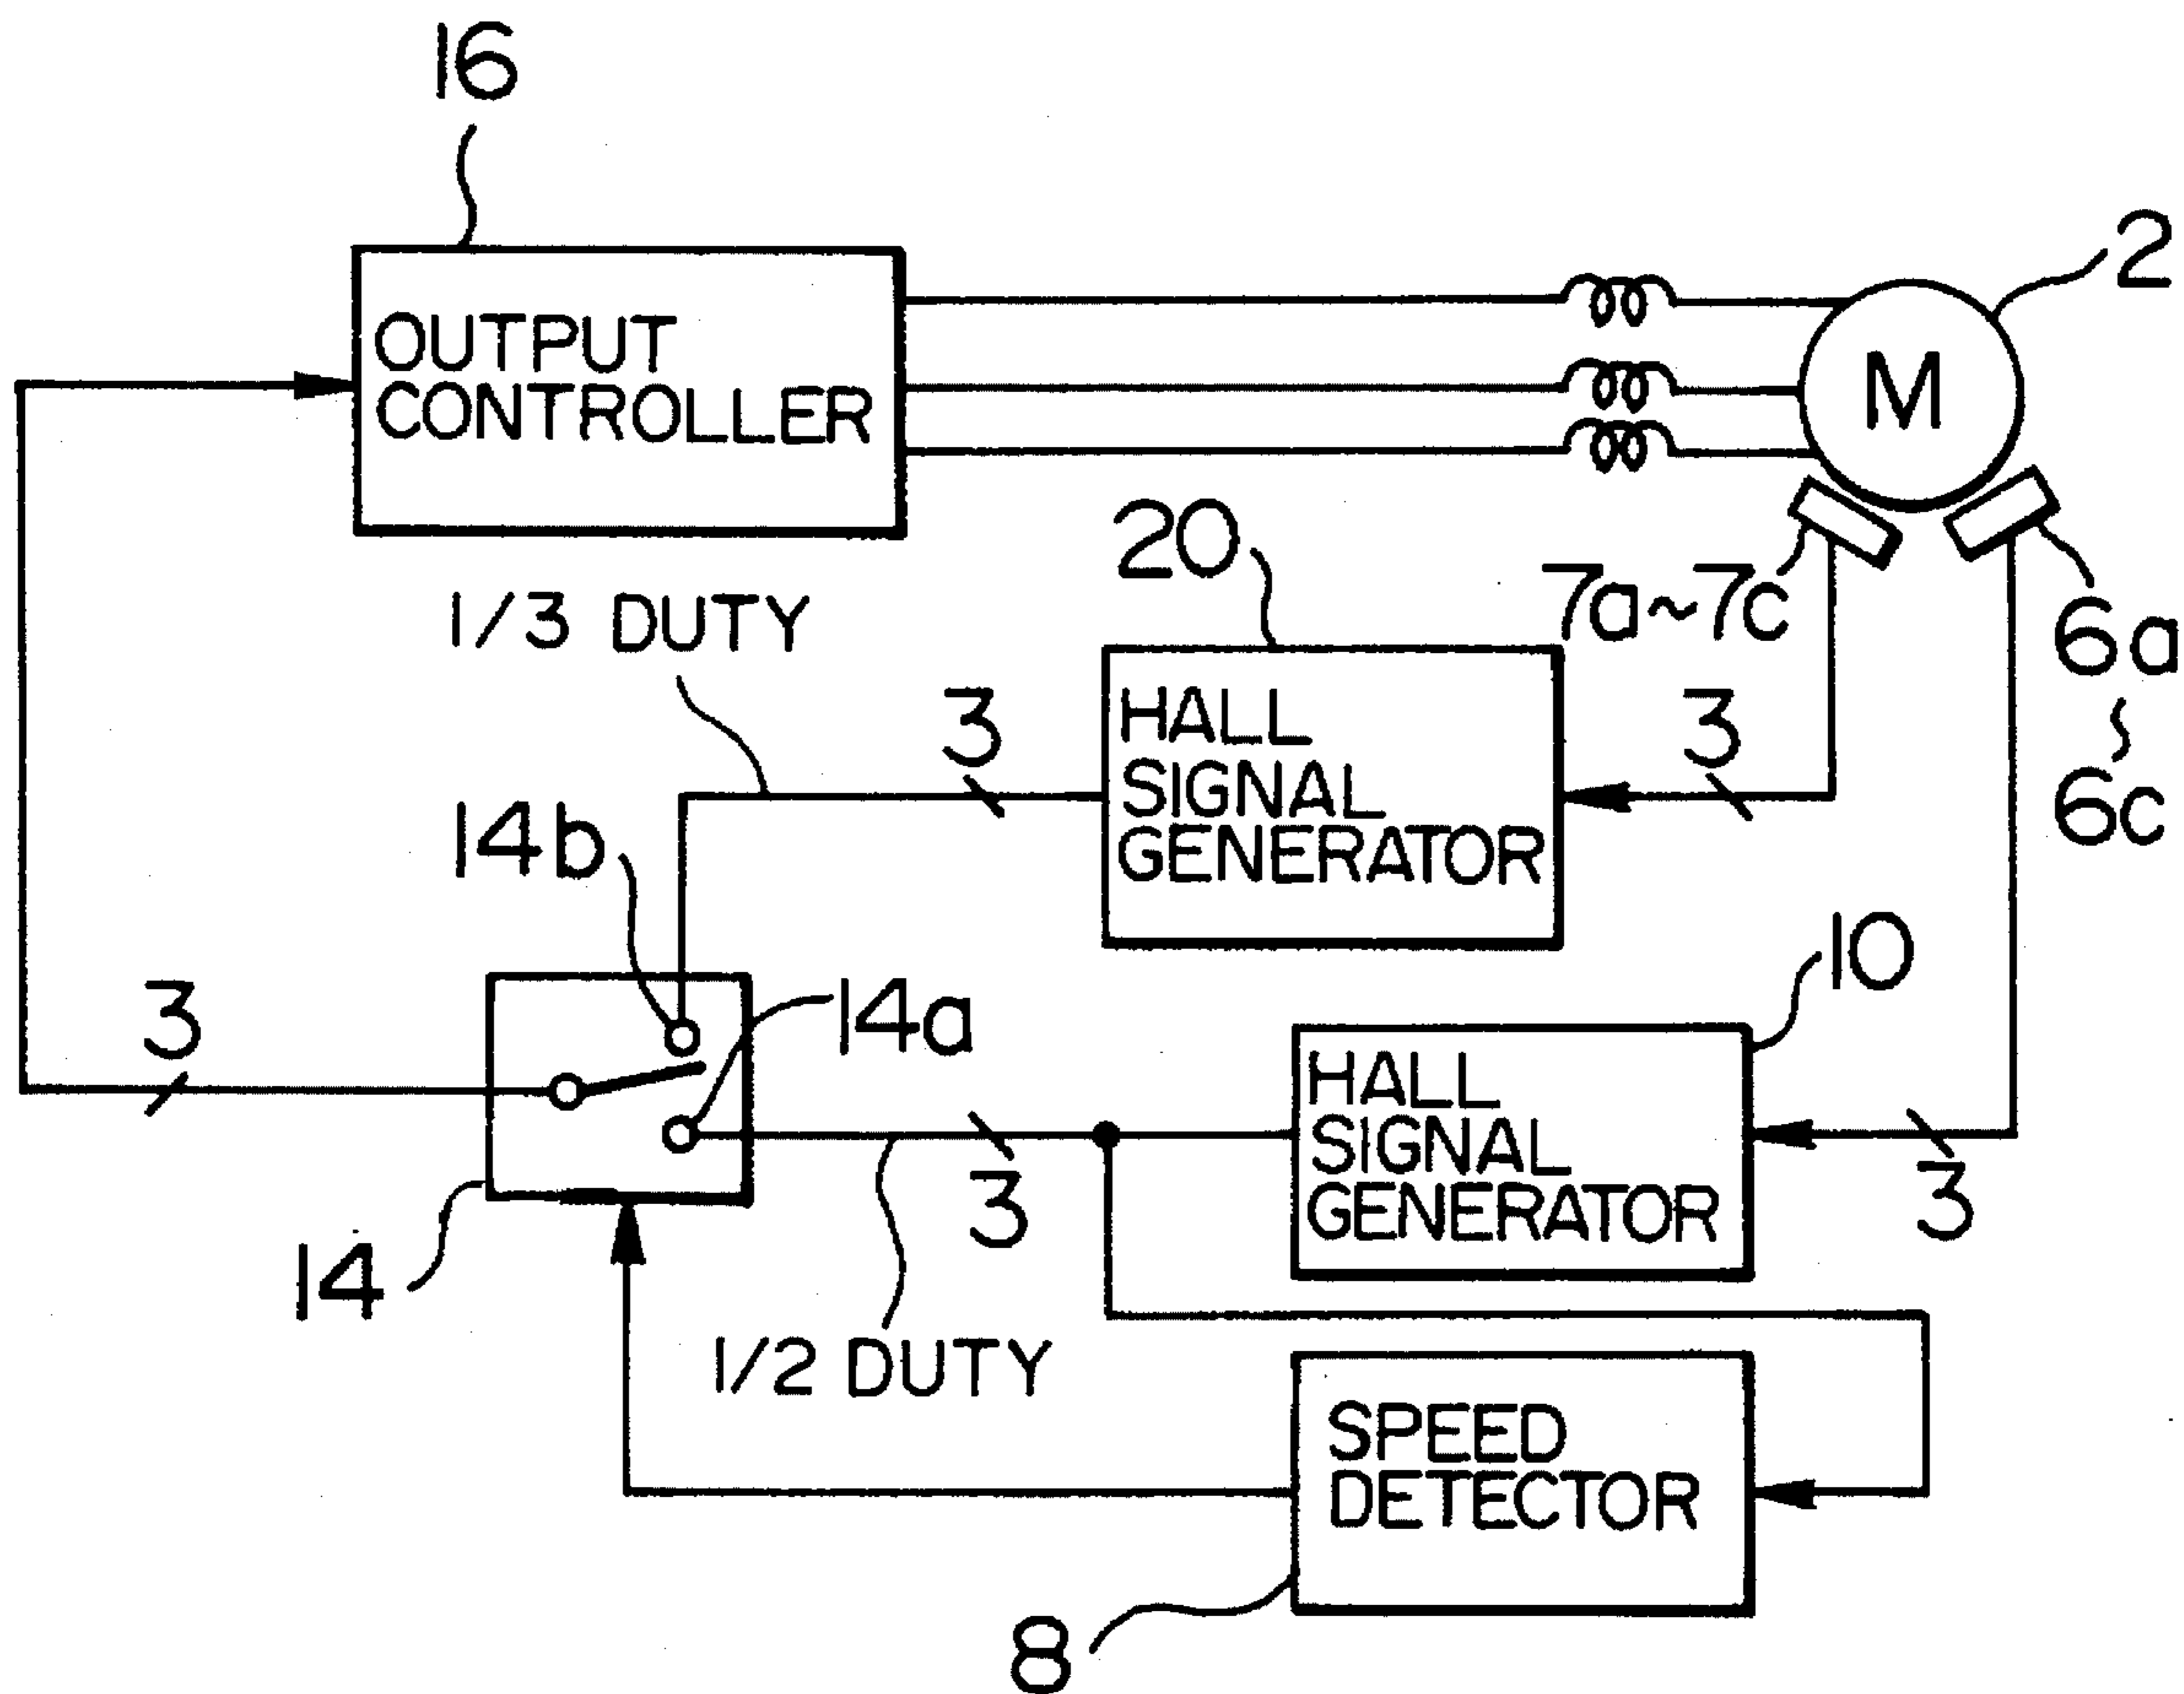 16
2
OUTPUT
CONTROLLER
M
20
7a~7c
6a
~
6c
1/3 DUTY
3
HALL
SIGNAL
GENERATOR
3
14b
10
3
14a
HALL
SIGNAL
GENERATOR
3
3
14
1/2 DUTY
SPEED
DETECTOR
8